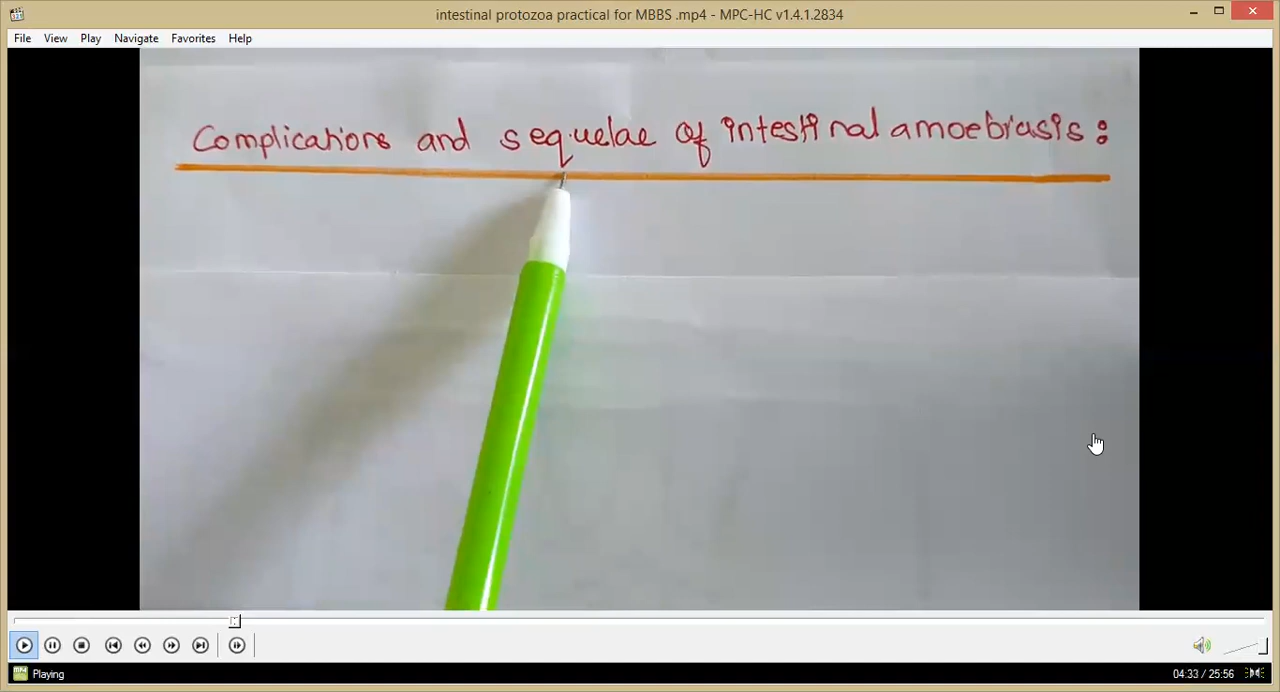 intestinal protozoa practical for MBBS .mp4 - MPC-HC v1.4.1.2834
File View Play Navigate Favorites Help
Complications and sequelae of intestinal amoebiasis:
Playing
04:33 / 25:56